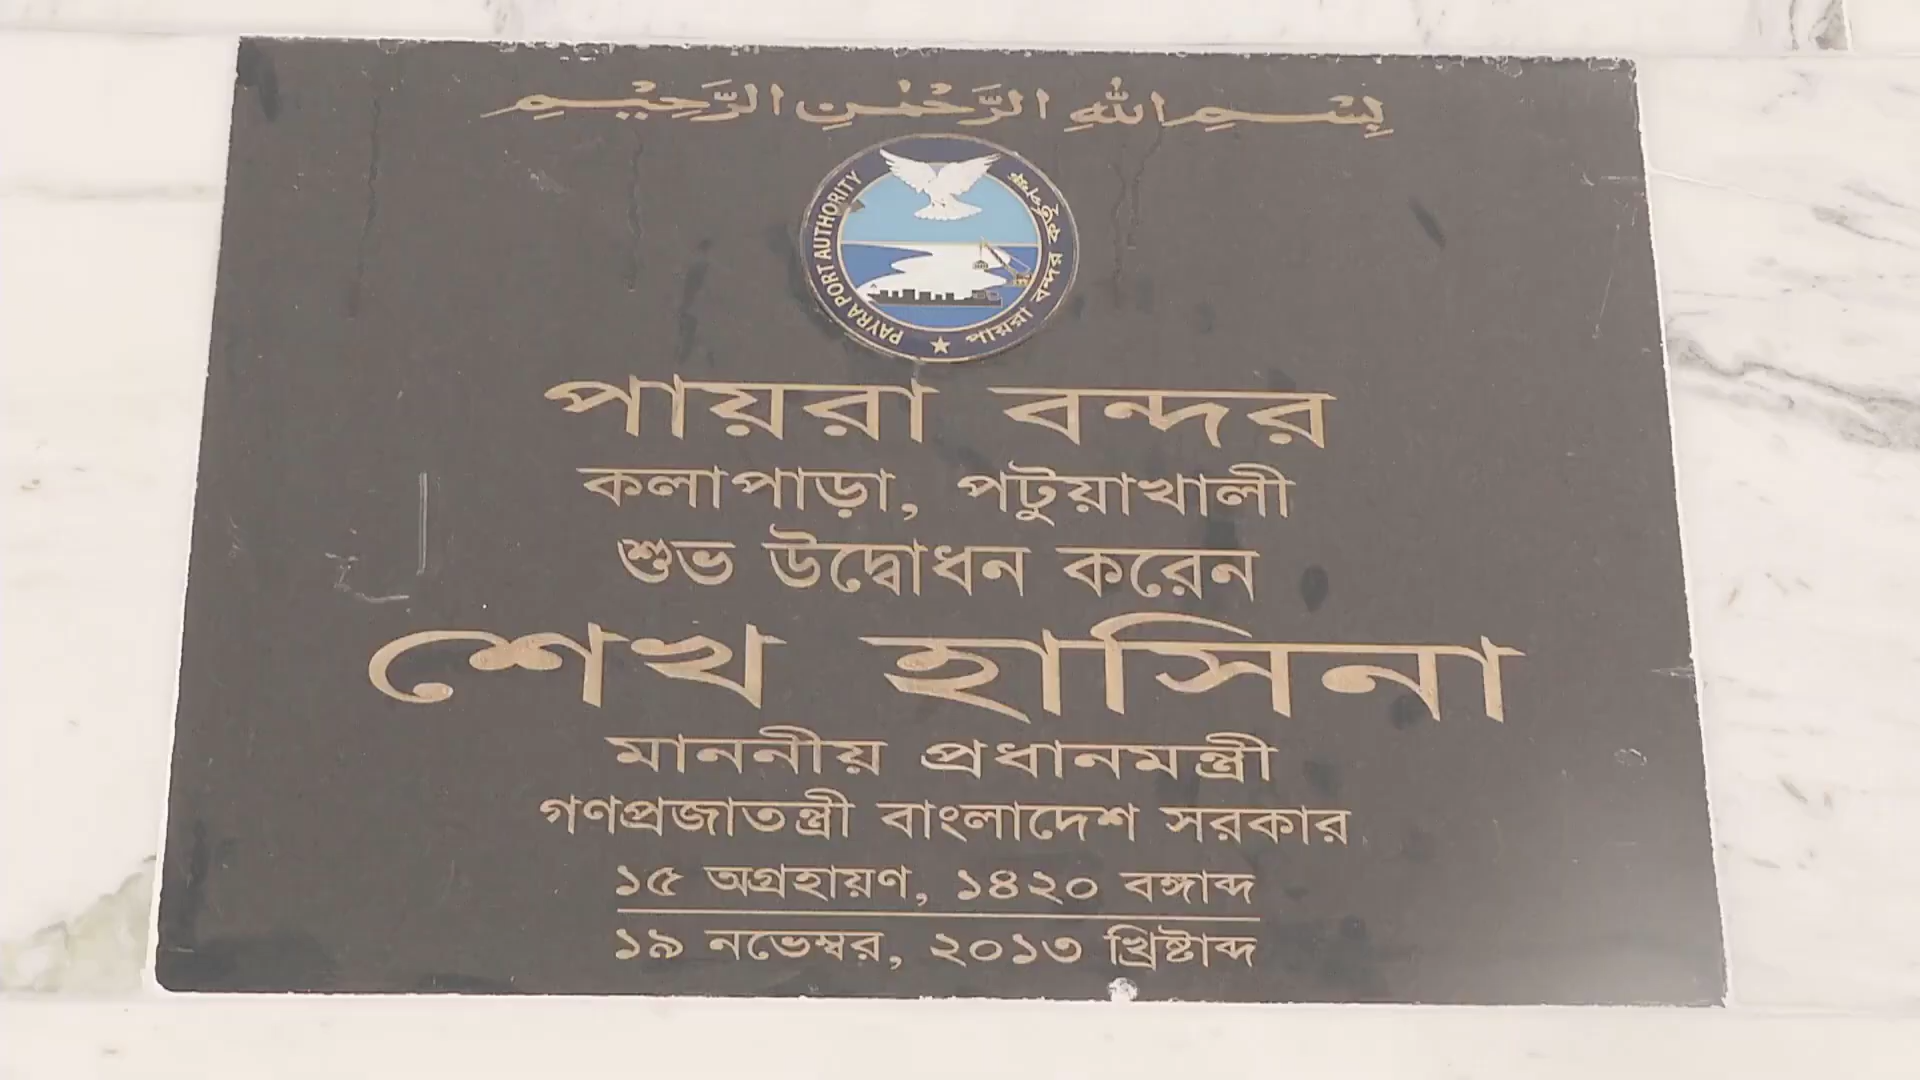 بِسْمِ اللهِ الرَّحْمٰنِ الرَّحِيْمِ
PAYRA PORT AUTHORITY
পায়রা বন্দর কর্তৃপক্ষ
পায়রা বন্দর
কলাপাড়া, পটুয়াখালী
শুভ উদ্বোধন করেন
শেখ হাসিনা
মাননীয় প্রধানমন্ত্রী
গণপ্রজাতন্ত্রী বাংলাদেশ সরকার
১৫ অগ্রহায়ণ, ১৪২০ বঙ্গাব্দ
১৯ নভেম্বর, ২০১৩ খ্রিষ্টাব্দ